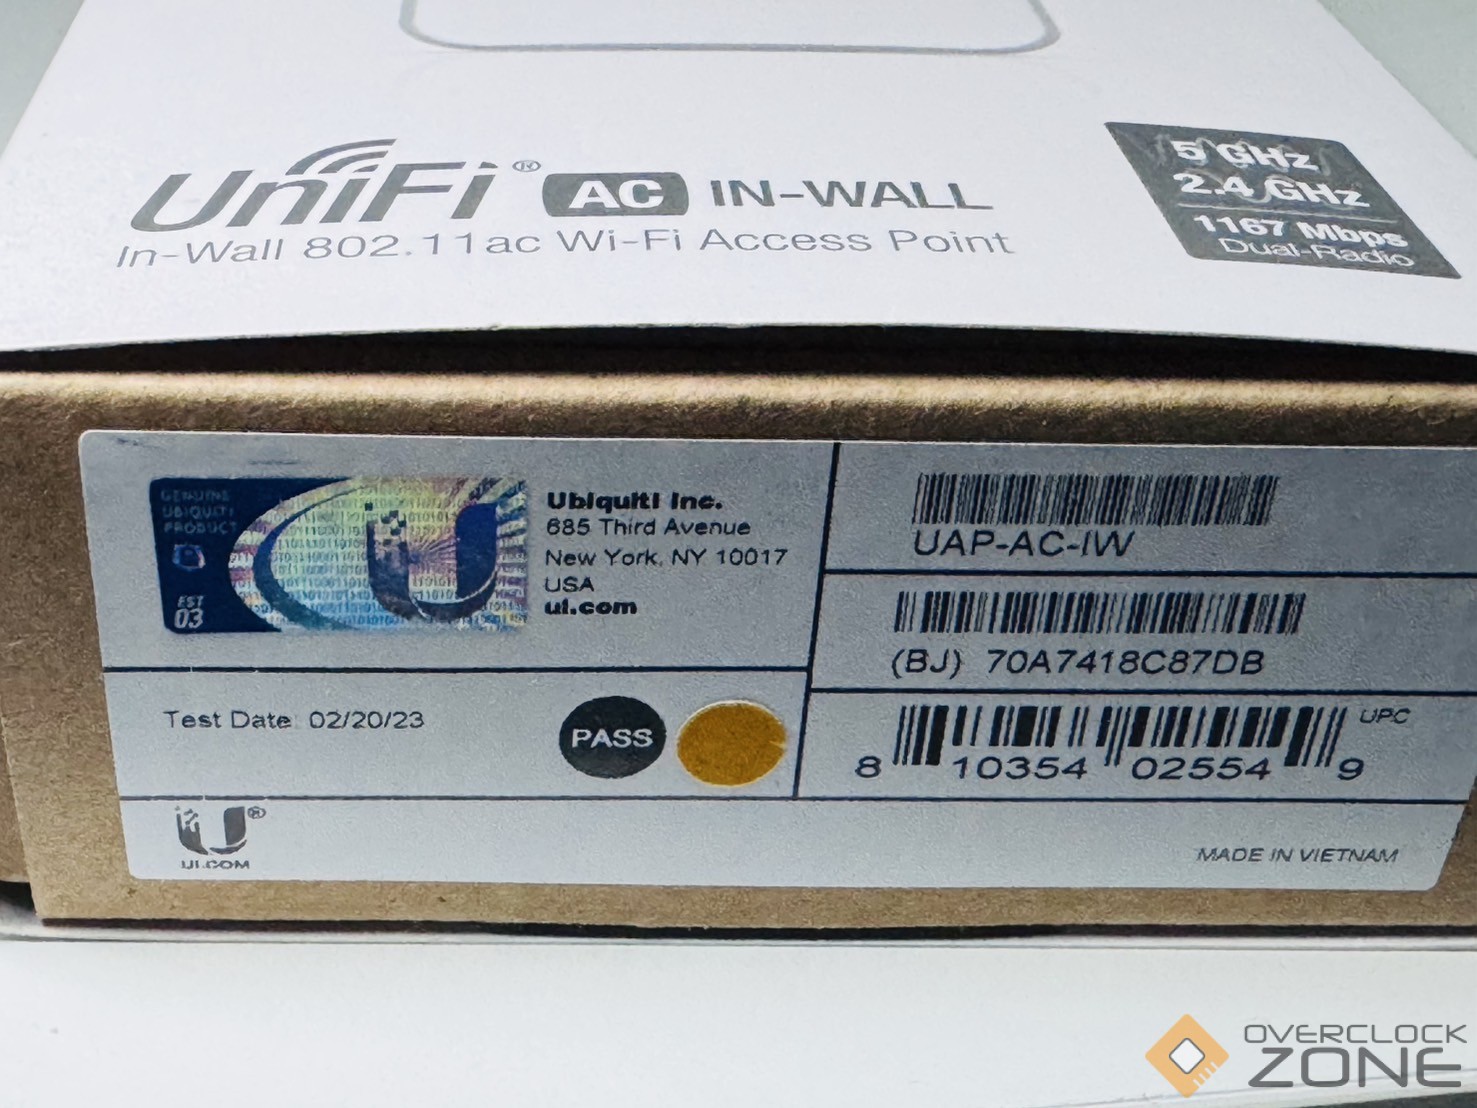 UniFi® AC IN-WALL
In-Wall 802.11ac Wi-Fi Access Point
5 GHz
2.4 GHz
1167 Mbps
Dual-Radio
GENUINE
UBIQUITI
PRODUCT
EST
03
Ubiquiti Inc.
685 Third Avenue
New York, NY 10017
USA
ui.com
UAP-AC-IW
(BJ) 70A7418C87DB
Test Date: 02/20/23
PASS
UPC
8 10354 02554 9
U®
UI.COM
MADE IN VIETNAM
OVERCLOCK
ZONE